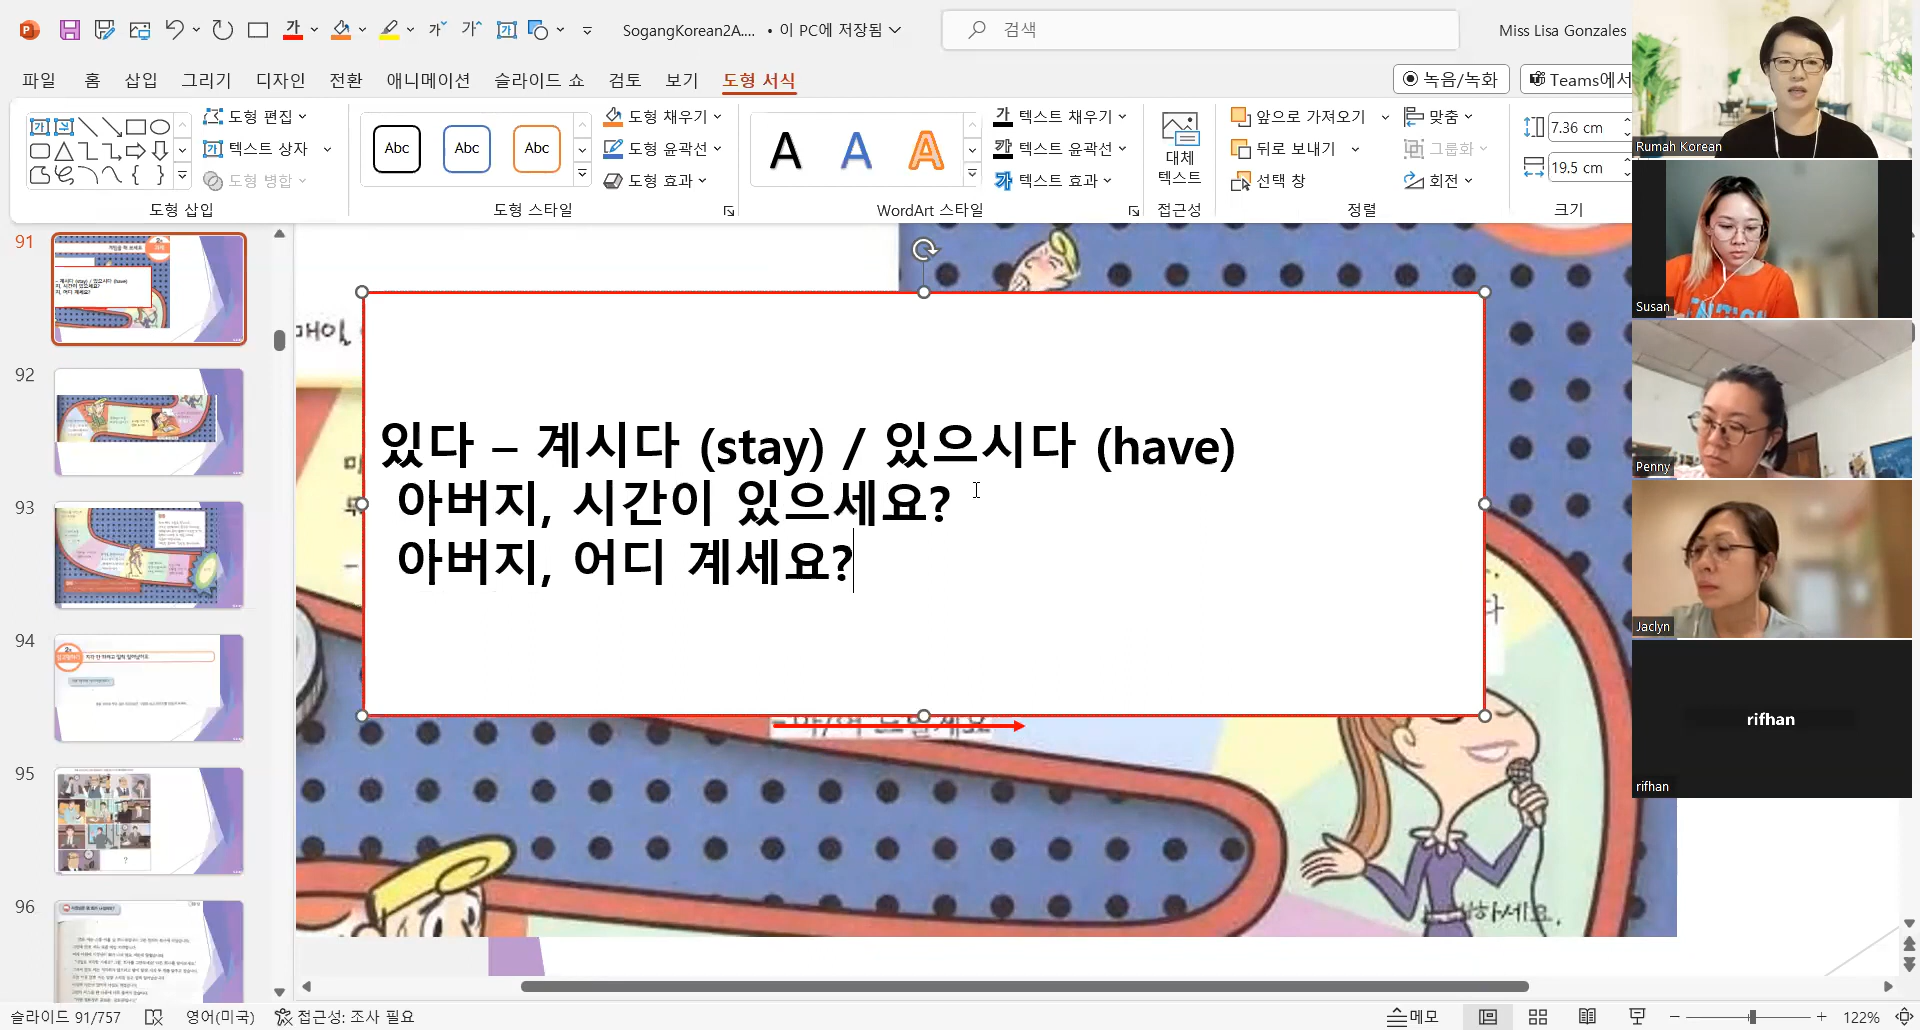 SogangKorean2A.... • 이 PC에 저장됨
검색
Miss Lisa Gonzales
파일 홈 삽입 그리기 디자인 전환 애니메이션 슬라이드 쇼 검토 보기 도형 서식
녹음/녹화
Teams에서
도형 편집
텍스트 상자
도형 병합
도형 삽입
Abc Abc Abc
도형 채우기
도형 윤곽선
도형 효과
도형 스타일
A A A
텍스트 채우기
텍스트 윤곽선
텍스트 효과
WordArt 스타일
대체
텍스트
접근성
앞으로 가져오기
뒤로 보내기
선택 창
맞춤
그룹화
회전
정렬
7.36 cm
19.5 cm
크기
91
92
93
94
95
96
매일
있다 – 계시다 (stay) / 있으시다 (have)
아버지, 시간이 있으세요?
아버지, 어디 계세요?
Rumah Korean
Susan
Penny
Jaclyn
rifhan
rifhan
슬라이드 91/757
영어(미국)
접근성: 조사 필요
메모
122%